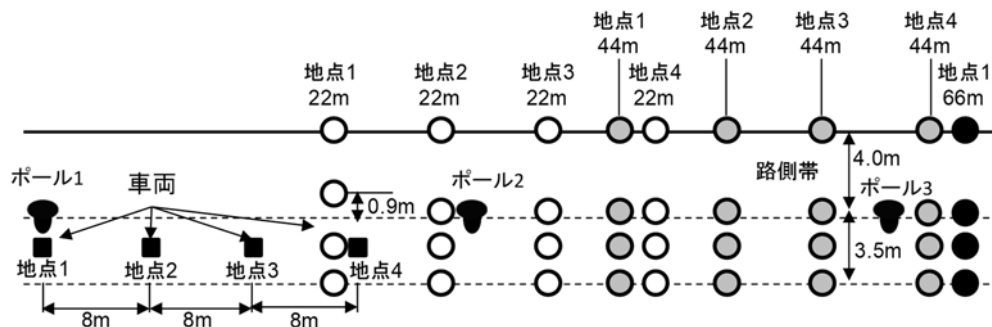 地点1
44m
地点2
44m
地点3
44m
地点4
44m
地点1
22m
地点2
22m
地点3
22m
地点4
22m
地点1
66m
4.0m
路側帯
ポール1
車両
0.9m
ポール2
ポール3
3.5m
地点1
地点2
地点3
地点4
8m
8m
8m